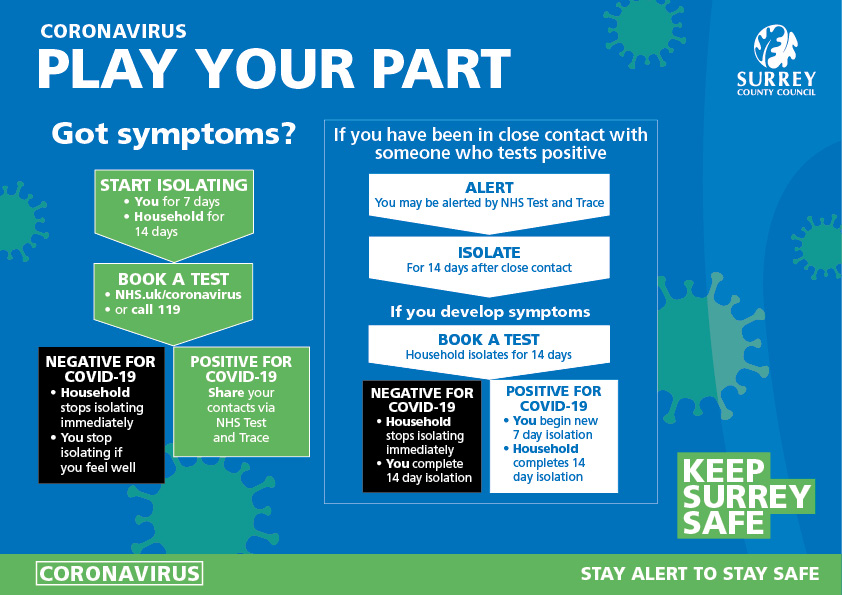 CORONAVIRUS
PLAY YOUR PART
SURREY
COUNTY COUNCIL
Got symptoms?
START ISOLATING
• You for 7 days
• Household for
14 days
BOOK A TEST
• NHS.uk/coronavirus
• or call 119
NEGATIVE FOR
COVID-19
• Household
stops isolating
immediately
• You stop
isolating if
you feel well
POSITIVE FOR
COVID-19
Share your
contacts via
NHS Test
and Trace
If you have been in close contact with
someone who tests positive
ALERT
You may be alerted by NHS Test and Trace
ISOLATE
For 14 days after close contact
If you develop symptoms
BOOK A TEST
Household isolates for 14 days
NEGATIVE FOR
COVID-19
• Household
stops isolating
immediately
• You complete
14 day isolation
POSITIVE FOR
COVID-19
• You begin new
7 day isolation
• Household
completes 14
day isolation
KEEP
SURREY
SAFE
CORONAVIRUS
STAY ALERT TO STAY SAFE